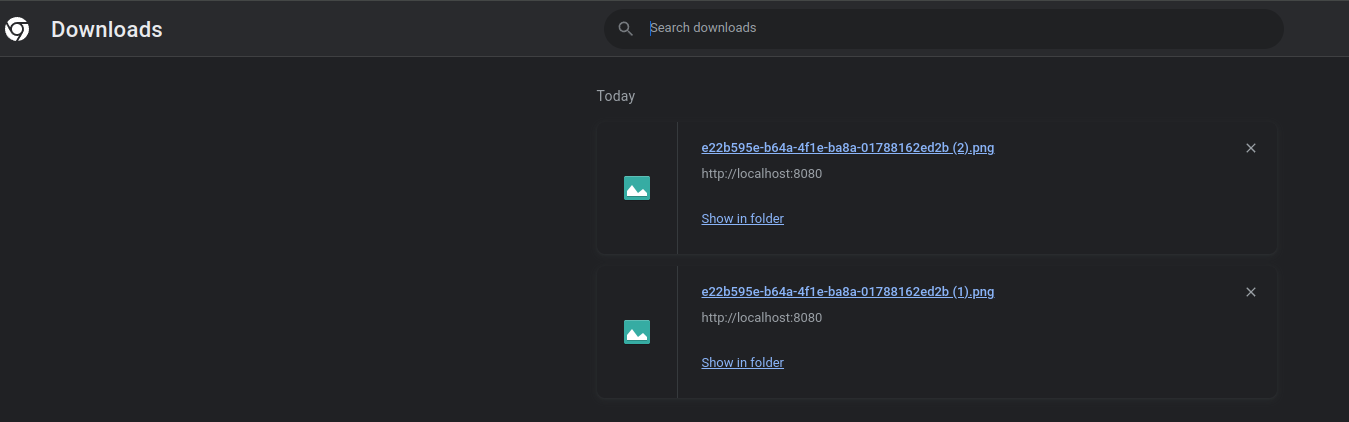 Downloads
Search downloads
Today
e22b595e-b64a-4f1e-ba8a-01788162ed2b (2).png
http://localhost:8080
Show in folder
e22b595e-b64a-4f1e-ba8a-01788162ed2b (1).png
http://localhost:8080
Show in folder